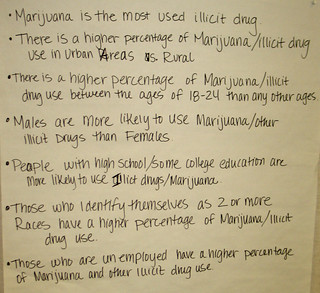 • Marijuana is the most used illicit drug.
• There is a higher percentage of Marijuana/illicit drug
use in Urban Areas vs. Rural
• There is a higher percentage of Marijuana/illicit
drug use between the ages of 18-24 than any other ages.
• Males are more likely to use Marijuana/other
illicit Drugs than Females.
• People with high school/some college education are
more likely to use Illict drugs/Marijuana.
• Those who Identify themselves as 2 or more
Races have a higher percentage of Marijuana/Illicit
drug use.
• Those who are unemployed have a higher percentage
of Marijuana and other illicit drug use.